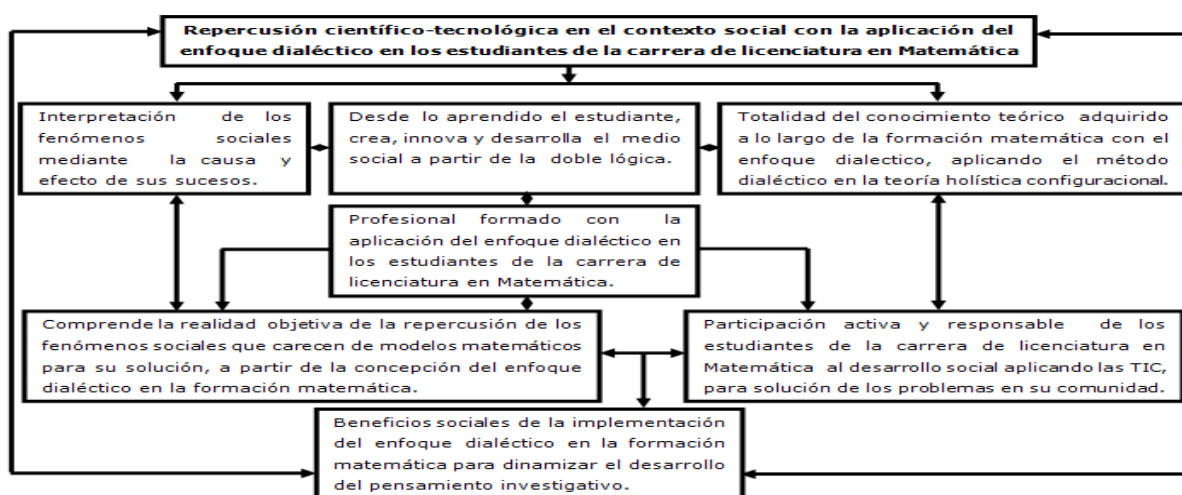 Repercusión científico-tecnológica en el contexto social con la aplicación del
enfoque dialéctico en los estudiantes de la carrera de licenciatura en Matemática
Interpretación de los
fenómenos sociales
mediante la causa y
efecto de sus sucesos.
Desde lo aprendido el estudiante,
crea, innova y desarrolla el medio
social a partir de la doble lógica.
Totalidad del conocimiento teórico adquirido
a lo largo de la formación matemática con el
enfoque dialectico, aplicando el método
dialéctico en la teoría holística configuracional.
Profesional formado con la
aplicación del enfoque dialéctico en
los estudiantes de la carrera de
licenciatura en Matemática.
Comprende la realidad objetiva de la repercusión de los
fenómenos sociales que carecen de modelos matemáticos
para su solución, a partir de la concepción del enfoque
dialéctico en la formación matemática.
Participación activa y responsable de los
estudiantes de la carrera de licenciatura en
Matemática al desarrollo social aplicando las TIC,
para solución de los problemas en su comunidad.
Beneficios sociales de la implementación
del enfoque dialéctico en la formación
matemática para dinamizar el desarrollo
del pensamiento investigativo.